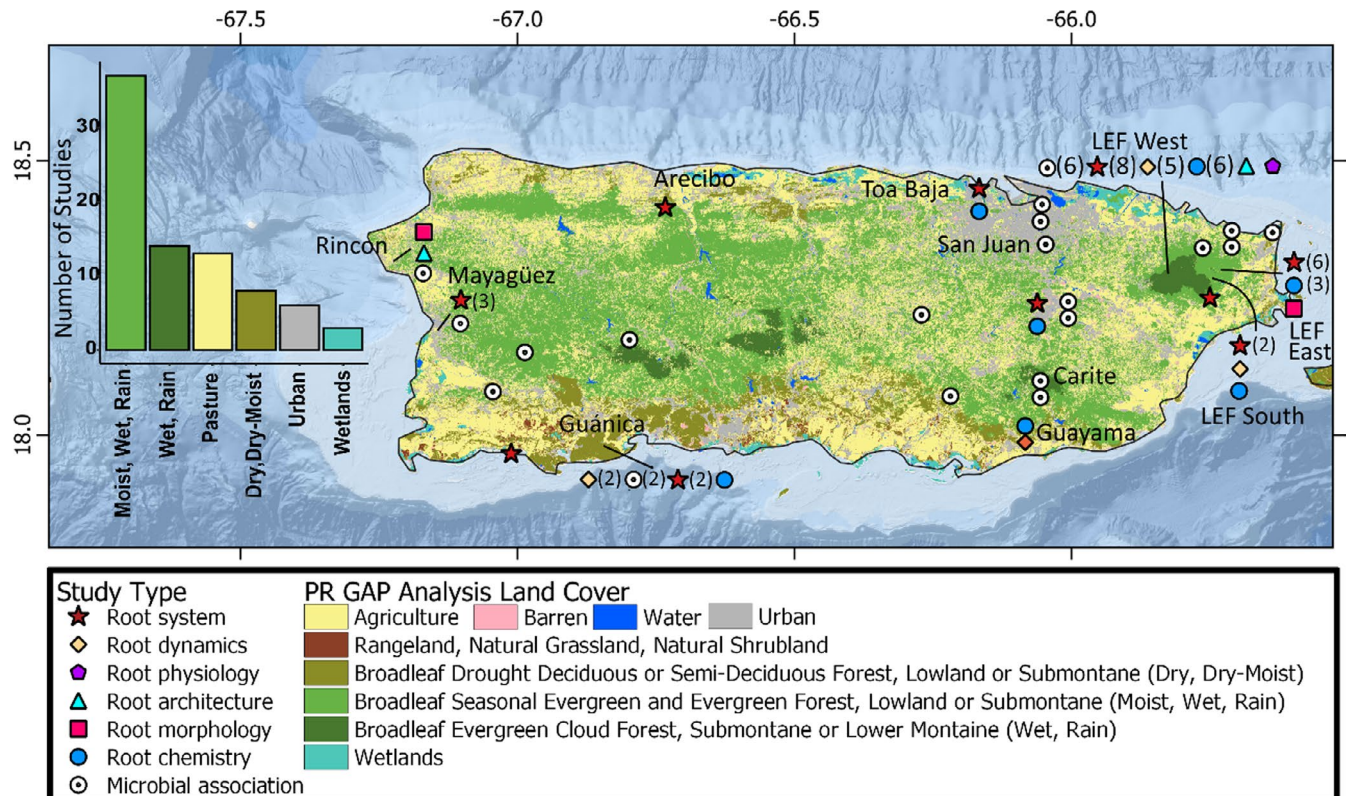 -67.5 -67.0 -66.5 -66.0
18.5
18.0
Number of Studies
30
20
10
0
Moist, Wet, Rain
Wet, Rain
Pasture
Dry,Dry-Moist
Urban
Wetlands
LEF West
(6) (8) (5) (6)
Arecibo
Toa Baja
San Juan
Rincon
Mayagüez
(3)
(6)
(3)
LEF
East
(2)
LEF South
Carite
Guayama
Guánica
(2) (2) (2)
Study Type
Root system
Root dynamics
Root physiology
Root architecture
Root morphology
Root chemistry
Microbial association
PR GAP Analysis Land Cover
Agriculture Barren Water Urban
Rangeland, Natural Grassland, Natural Shrubland
Broadleaf Drought Deciduous or Semi-Deciduous Forest, Lowland or Submontane (Dry, Dry-Moist)
Broadleaf Seasonal Evergreen and Evergreen Forest, Lowland or Submontane (Moist, Wet, Rain)
Broadleaf Evergreen Cloud Forest, Submontane or Lower Montaine (Wet, Rain)
Wetlands